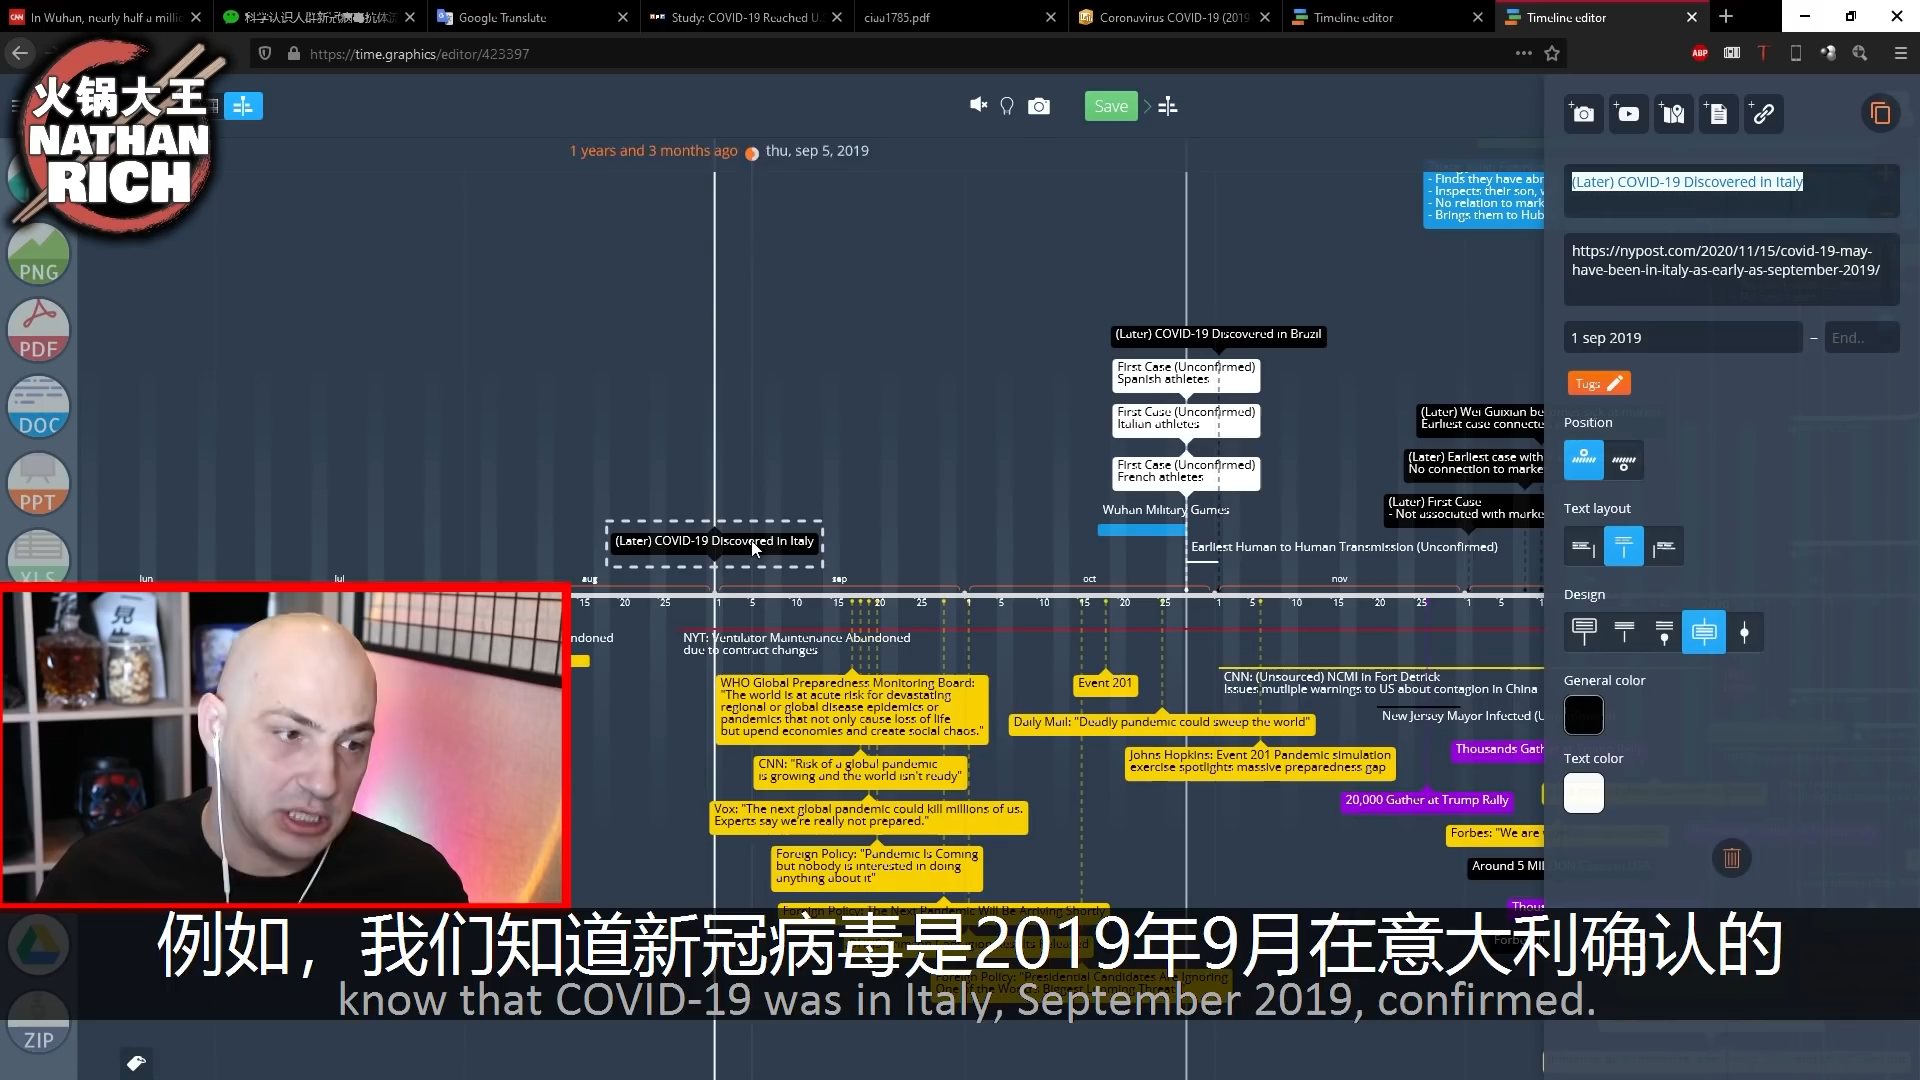 In Wuhan, nearly half a milli
科学认识人群新冠病毒抗体流
Google Translate
Study: COVID-19 Reached U.
ciaa1785.pdf
Coronavirus COVID-19 (2019
Timeline editor
Timeline editor
https://time.graphics/editor/423397
火锅大王
NATHAN
RICH
Save
1 years and 3 months ago
thu, sep 5, 2019
- Finds they have abr
- Inspects their son, v
- No relation to mark
- Brings them to Hub
(Later) COVID-19 Discovered in Italy
https://nypost.com/2020/11/15/covid-19-may-
have-been-in-italy-as-early-as-september-2019/
1 sep 2019
–
End..
Tags
Position
Text layout
Design
General color
Text color
PNG
PDF
DOC
PPT
XLS
(Later) COVID-19 Discovered in Brazil
First Case (Unconfirmed)
Spanish athletes
First Case (Unconfirmed)
Italian athletes
First Case (Unconfirmed)
French athletes
Wuhan Military Games
Earliest Human to Human Transmission (Unconfirmed)
(Later) Wei Guixian be
Earliest case connecte
(Later) Earliest case with
No connection to marke
(Later) First Case
- Not associated with marke
(Later) COVID-19 Discovered in Italy
jun jul aug sep oct nov
15 20 25 1 5 10 15 20 25 1 5 10 15 20 25 1 5 10 15 20 25 1 5
ndoned
NYT: Ventilator Maintenance Abandoned
due to contract changes
WHO Global Preparedness Monitoring Board:
"The world is at acute risk for devastating
regional or global disease epidemics or
pandemics that not only cause loss of life
but upend economies and create social chaos."
CNN: "Risk of a global pandemic
is growing and the world isn't ready"
Vox: "The next global pandemic could kill millions of us.
Experts say we're really not prepared."
Foreign Policy: "Pandemic Is Coming
but nobody is interested in doing
anything about it"
Foreign Policy: The Next Pandemic Will Be Arriving Shortly
Event 201
Daily Mail: "Deadly pandemic could sweep the world"
Johns Hopkins: Event 201 Pandemic simulation
exercise spotlights massive preparedness gap
CNN: (Unsourced) NCMI in Fort Detrick
Issues mutliple warnings to US about contagion in China
New Jersey Mayor Infected (U
Thousands Gath
20,000 Gather at Trump Rally
Forbes: "We are
Around 5 MI
Thous
例如，我们知道新冠病毒是2019年9月在意大利确认的
know that COVID-19 was in Italy, September 2019, confirmed.
ZIP